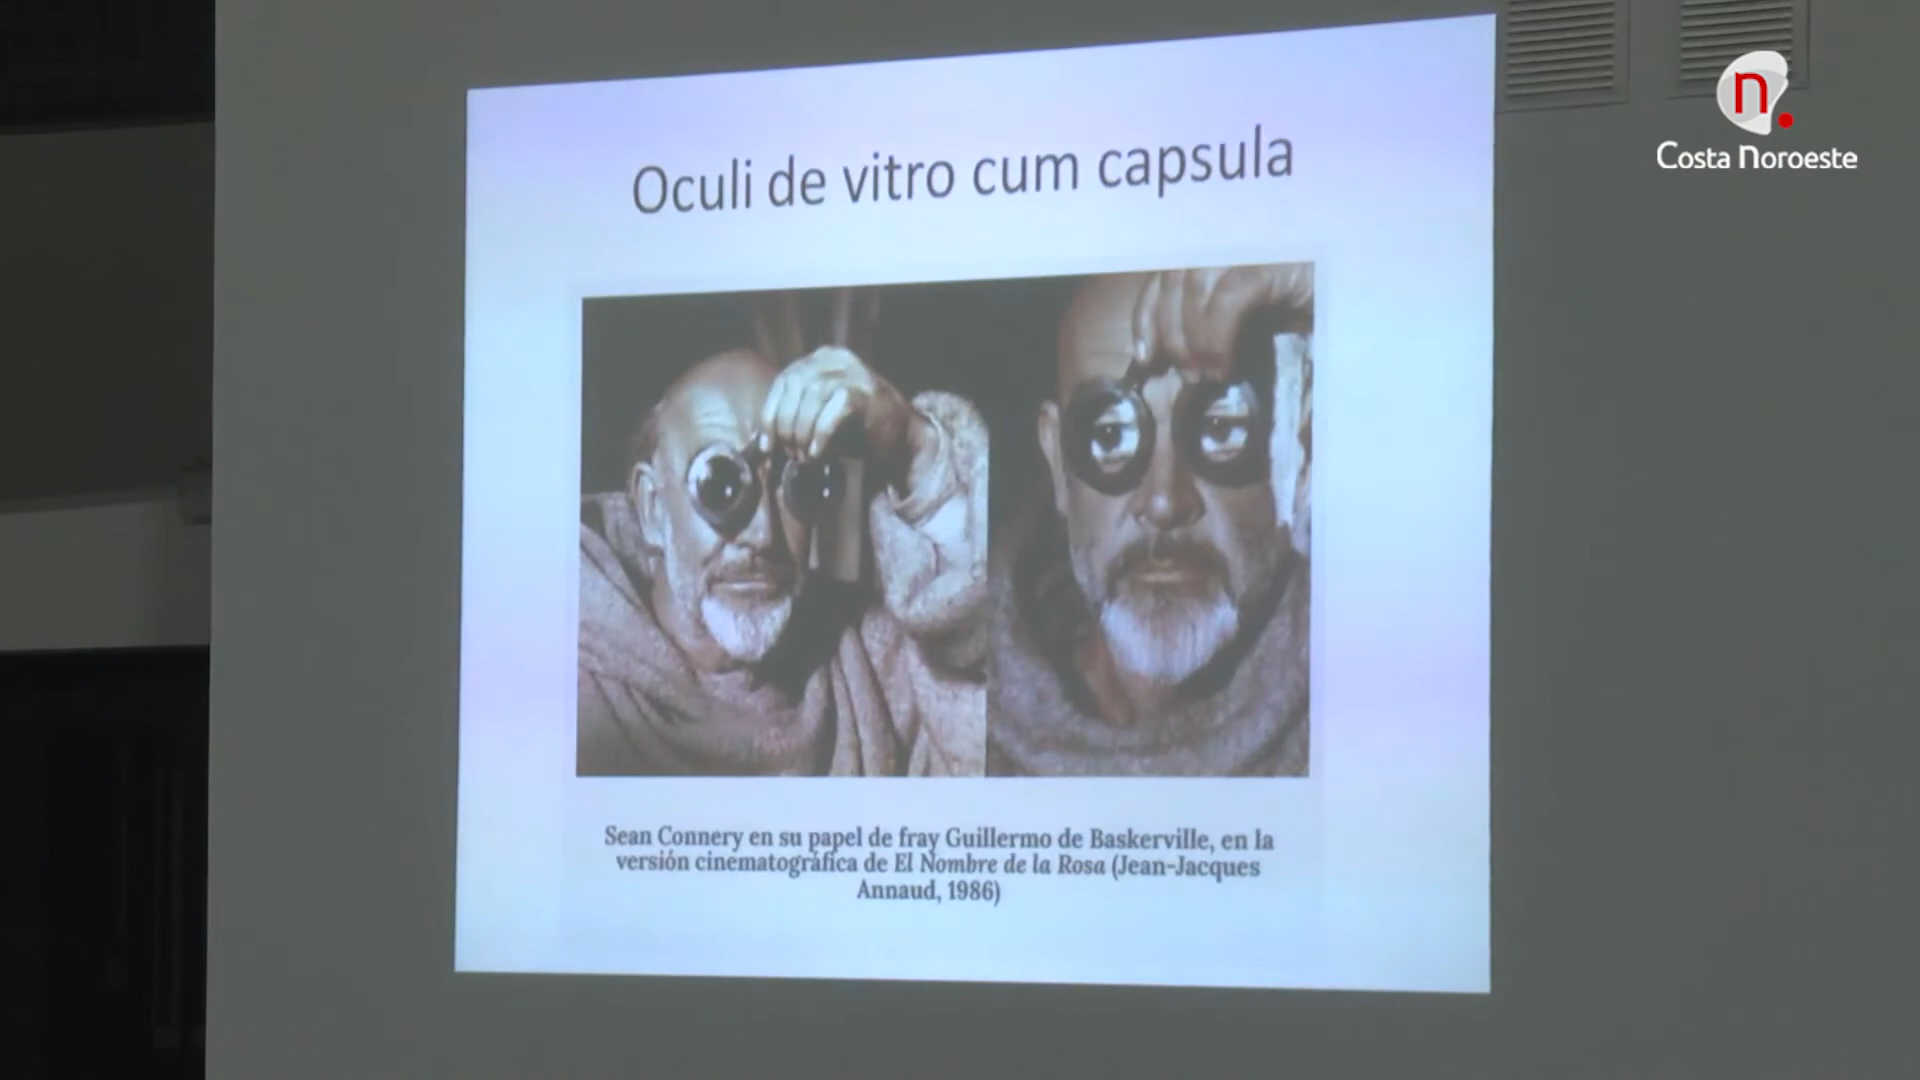 n.
Costa Noroeste
Oculi de vitro cum capsula
Sean Connery en su papel de fray Guillermo de Baskerville, en la
versión cinematográfica de El Nombre de la Rosa (Jean-Jacques
Annaud, 1986)